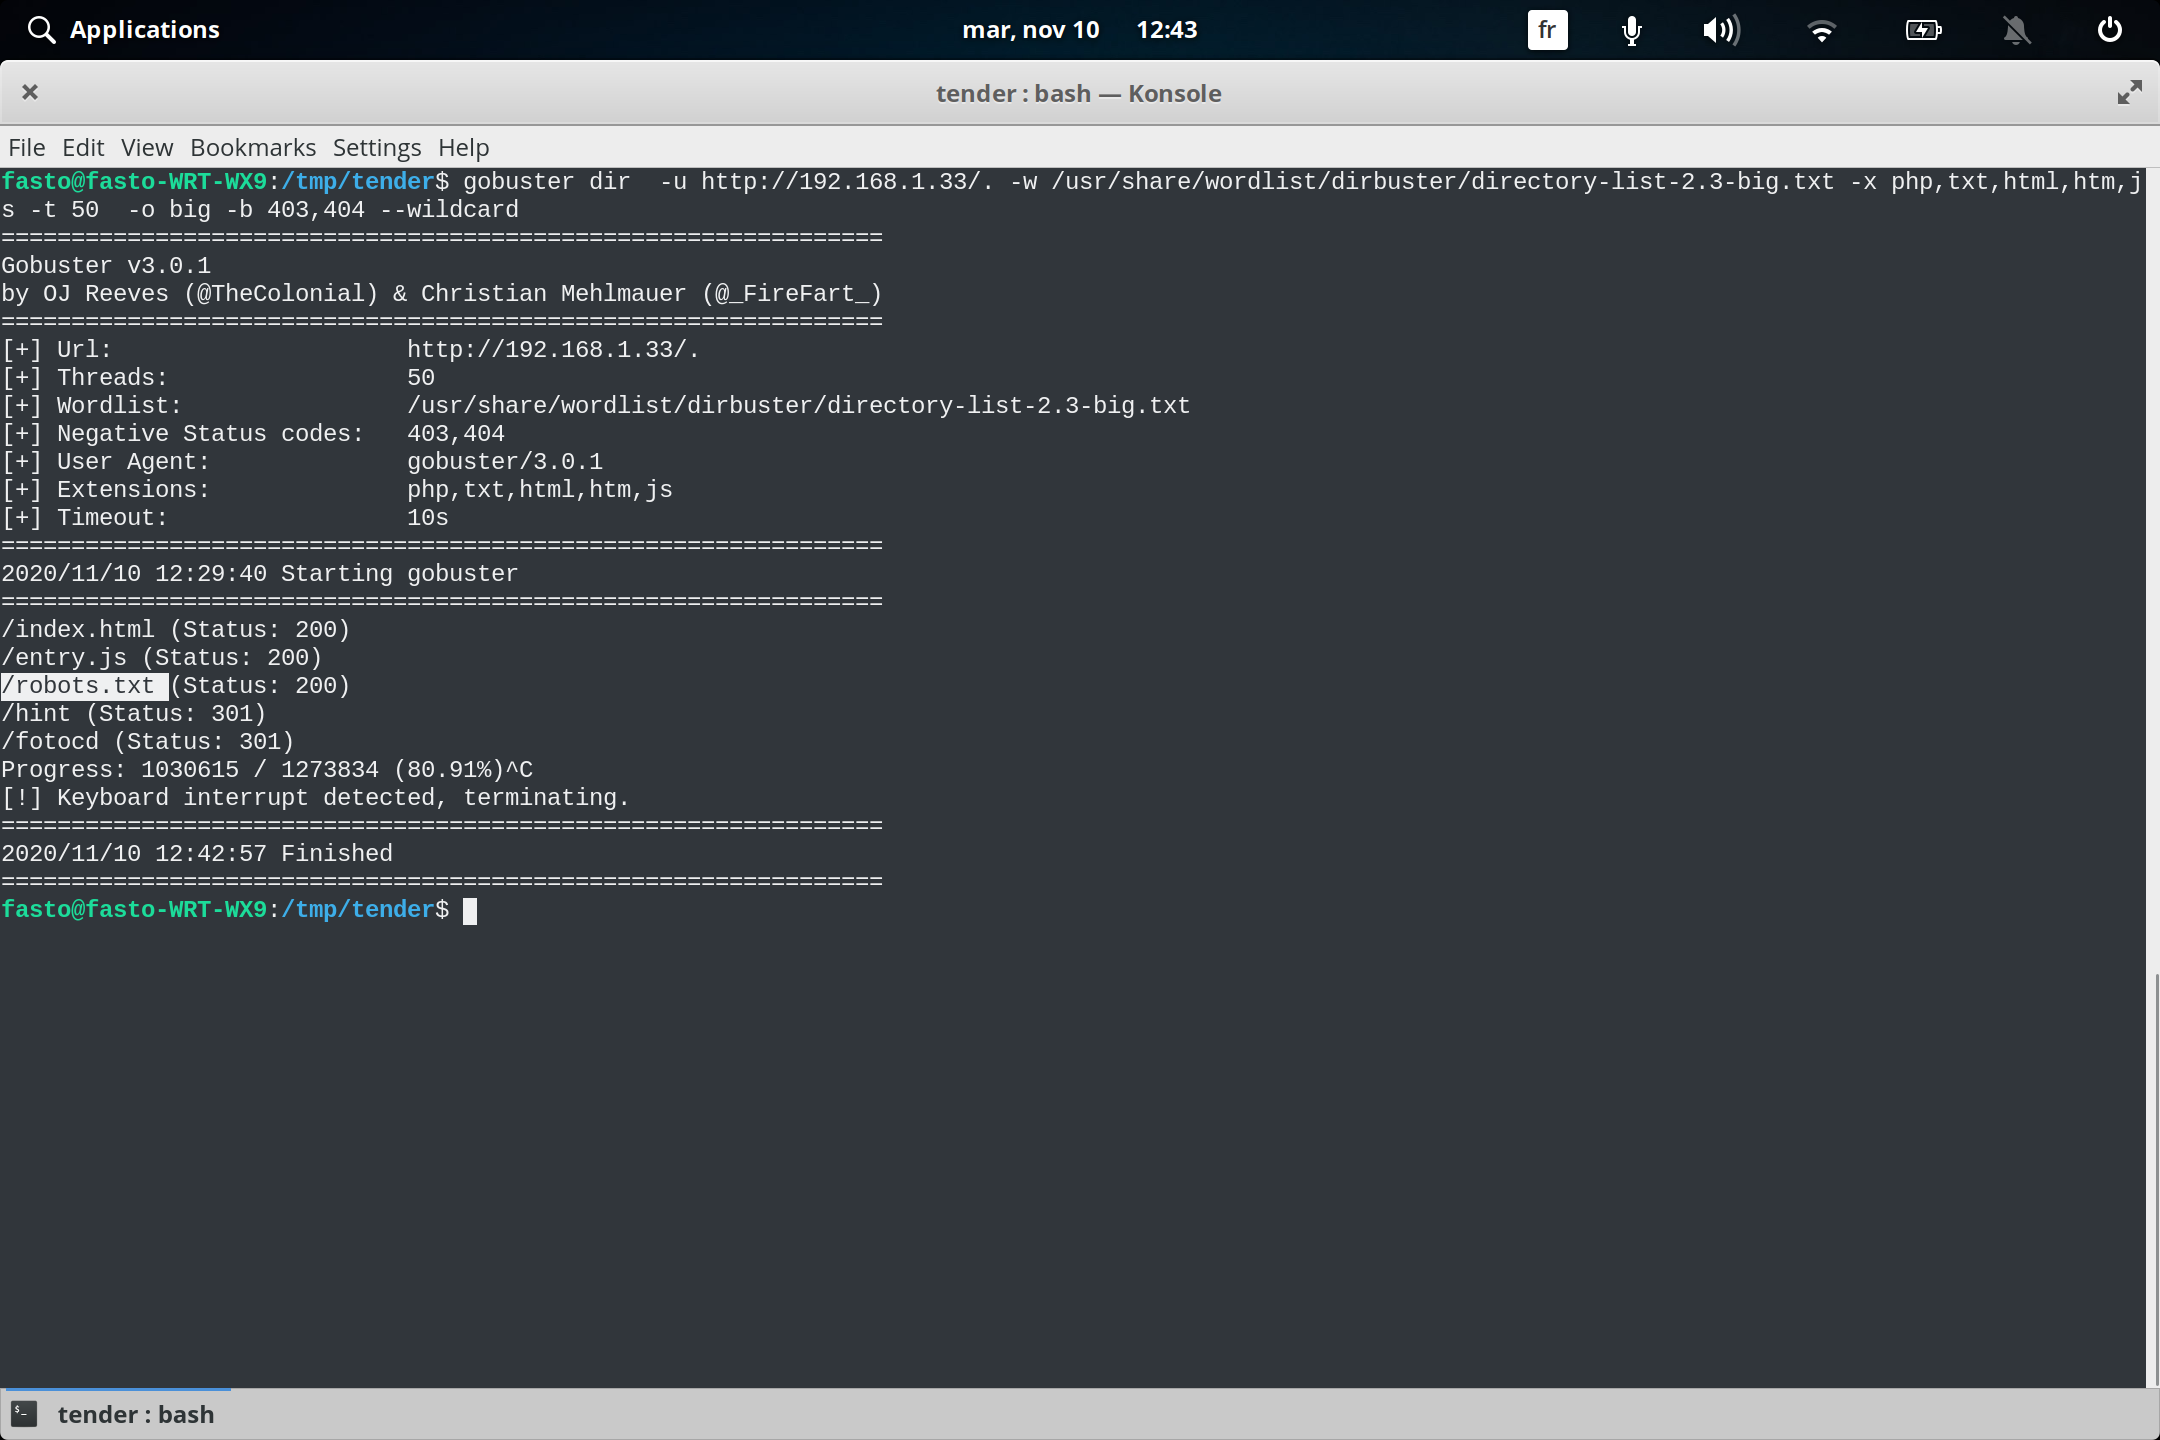 Applications
mar, nov 10 12:43
fr
tender : bash — Konsole
File Edit View Bookmarks Settings Help
fasto@fasto-WRT-WX9:/tmp/tender$ gobuster dir  -u http://192.168.1.33/. -w /usr/share/wordlist/dirbuster/directory-list-2.3-big.txt -x php,txt,html,htm,j
s -t 50  -o big -b 403,404 --wildcard
===============================================================
Gobuster v3.0.1
by OJ Reeves (@TheColonial) & Christian Mehlmauer (@_FireFart_)
===============================================================
[+] Url:                     http://192.168.1.33/.
[+] Threads:                 50
[+] Wordlist:                /usr/share/wordlist/dirbuster/directory-list-2.3-big.txt
[+] Negative Status codes:   403,404
[+] User Agent:              gobuster/3.0.1
[+] Extensions:              php,txt,html,htm,js
[+] Timeout:                 10s
===============================================================
2020/11/10 12:29:40 Starting gobuster
===============================================================
/index.html (Status: 200)
/entry.js (Status: 200)
/robots.txt (Status: 200)
/hint (Status: 301)
/fotocd (Status: 301)
Progress: 1030615 / 1273834 (80.91%)^C
[!] Keyboard interrupt detected, terminating.
===============================================================
2020/11/10 12:42:57 Finished
===============================================================
fasto@fasto-WRT-WX9:/tmp/tender$
tender : bash